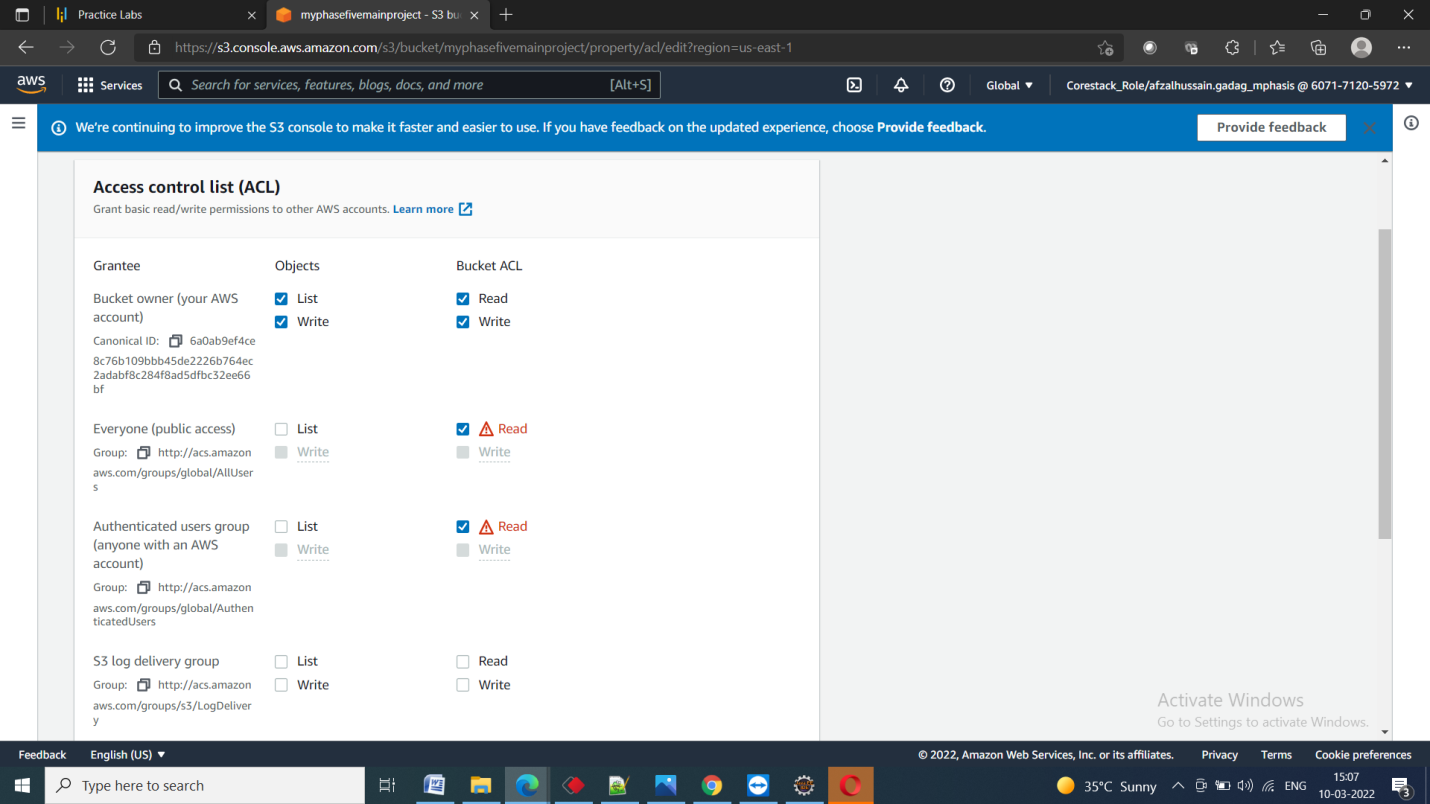 Practice Labs
myphasefivemainproject - S3 bu
https://s3.console.aws.amazon.com/s3/bucket/myphasefivemainproject/property/acl/edit?region=us-east-1
aws
Services
Search for services, features, blogs, docs, and more
[Alt+S]
Global ▼
Corestack_Role/afzalhussain.gadag_mphasis @ 6071-7120-5972 ▼
We're continuing to improve the S3 console to make it faster and easier to use. If you have feedback on the updated experience, choose Provide feedback.
Provide feedback
Access control list (ACL)
Grant basic read/write permissions to other AWS accounts. Learn more
Grantee
Objects
Bucket ACL
Bucket owner (your AWS
account)
Canonical ID: 6a0ab9ef4ce
8c76b109bbb45de2226b764ec
2adabf8c284f8ad5dfbc32ee66
bf
List
Write
Read
Write
Everyone (public access)
Group: http://acs.amazon
aws.com/groups/global/AllUser
s
List
Write
Read
Write
Authenticated users group
(anyone with an AWS
account)
Group: http://acs.amazon
aws.com/groups/global/Authen
ticatedUsers
List
Write
Read
Write
S3 log delivery group
Group: http://acs.amazon
aws.com/groups/s3/LogDeliver
y
List
Write
Read
Write
Activate Windows
Go to Settings to activate Windows.
Feedback
English (US) ▼
© 2022, Amazon Web Services, Inc. or its affiliates.
Privacy
Terms
Cookie preferences
Type here to search
35°C Sunny
ENG
15:07
10-03-2022
3